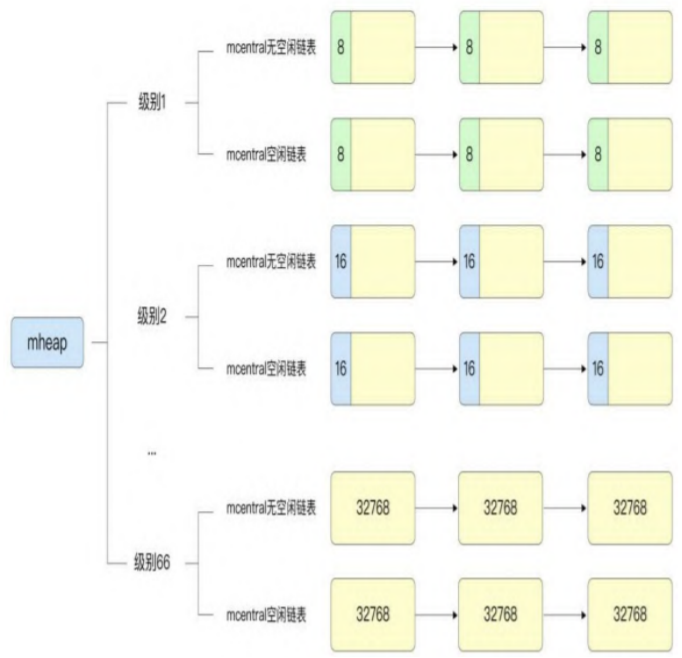 mcentral无空闲链表 8 8 8
级别1
mcentral空闲链表 8 8 8
mcentral无空闲链表 16 16 16
级别2
mheap
mcentral空闲链表 16 16 16
...
mcentral无空闲链表 32768 32768 32768
级别66
mcentral空闲链表 32768 32768 32768